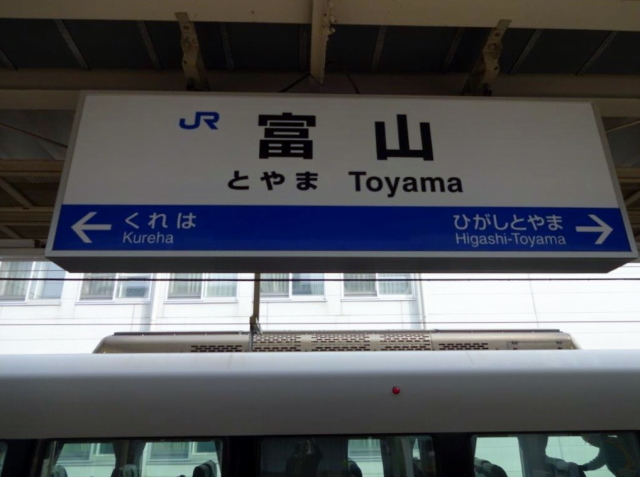 JR 富山
とやま Toyama
← くれは ひがしとやま →
Kureha Higashi-Toyama